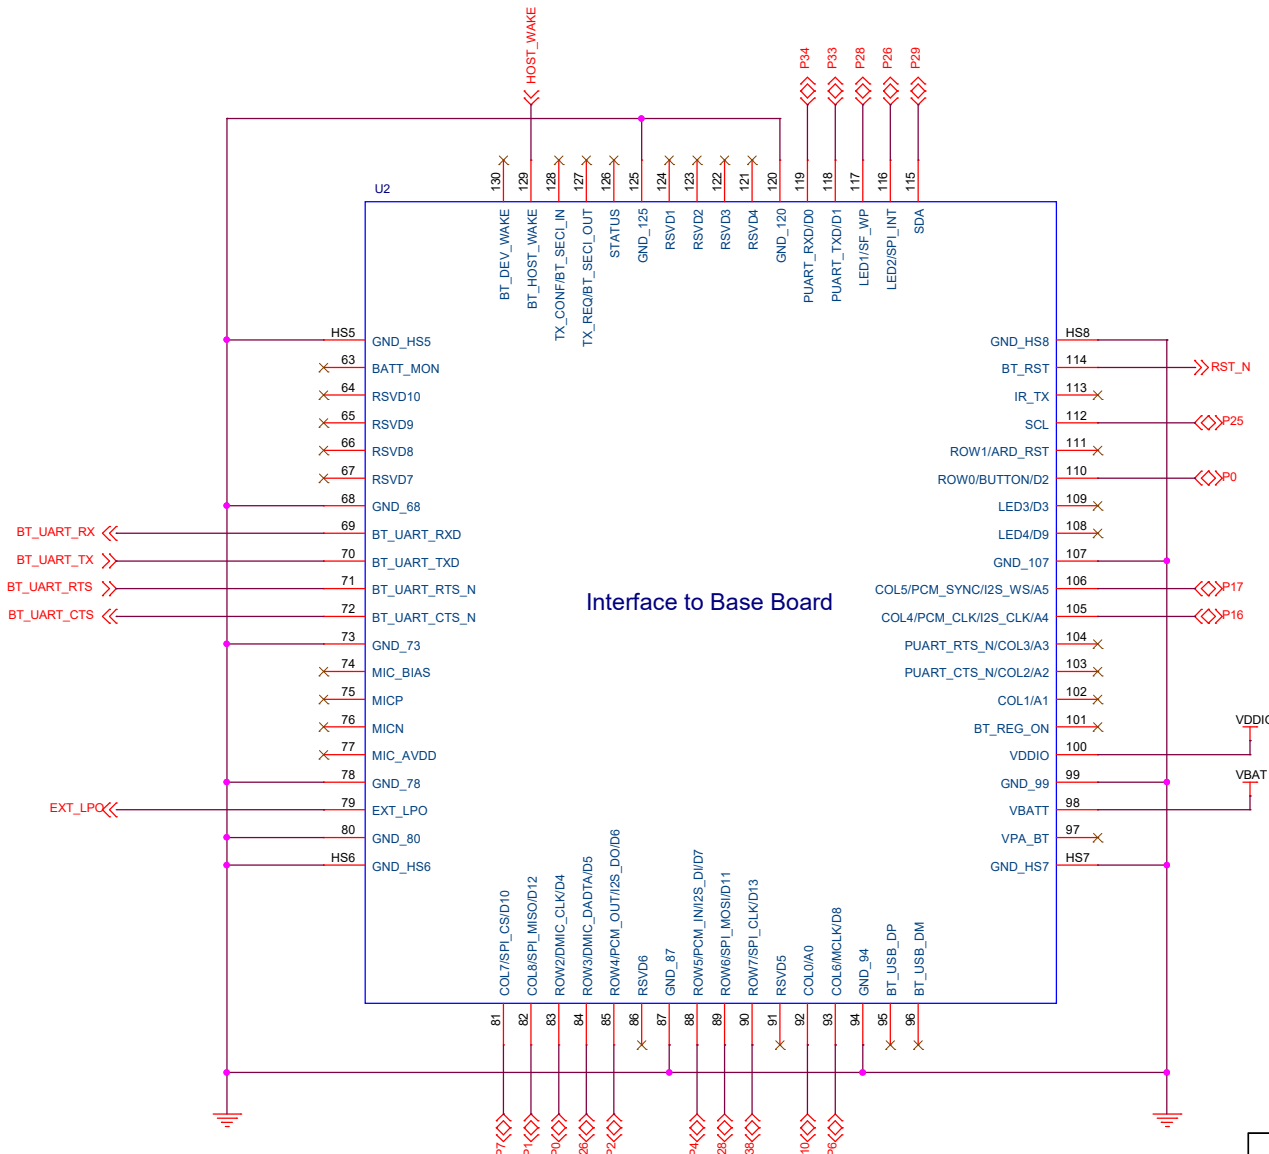 HOST_WAKE
P34
P33
P28
P26
P29
130
129
128
127
126
125
124
123
122
121
120
119
118
117
116
115
U2
BT_DEV_WAKE
BT_HOST_WAKE
TX_CONF/BT_SECI_IN
TX_REQ/BT_SECI_OUT
STATUS
GND_125
RSVD1
RSVD2
RSVD3
RSVD4
GND_120
PUART_RXD/D0
PUART_TXD/D1
LED1/SF_WP
LED2/SPI_INT
SDA
HS5 GND_HS5
63 BATT_MON
64 RSVD10
65 RSVD9
66 RSVD8
67 RSVD7
68 GND_68
BT_UART_RX 69 BT_UART_RXD
BT_UART_TX 70 BT_UART_TXD
BT_UART_RTS 71 BT_UART_RTS_N
BT_UART_CTS 72 BT_UART_CTS_N
73 GND_73
74 MIC_BIAS
75 MICP
76 MICN
77 MIC_AVDD
78 GND_78
EXT_LPO 79 EXT_LPO
80 GND_80
HS6 GND_HS6
Interface to Base Board
GND_HS8 HS8
BT_RST 114 RST_N
IR_TX 113
SCL 112 P25
ROW1/ARD_RST 111
ROW0/BUTTON/D2 110 P0
LED3/D3 109
LED4/D9 108
GND_107 107
COL5/PCM_SYNC/I2S_WS/A5 106 P17
COL4/PCM_CLK/I2S_CLK/A4 105 P16
PUART_RTS_N/COL3/A3 104
PUART_CTS_N/COL2/A2 103
COL1/A1 102
BT_REG_ON 101
VDDIO 100 VDDIO
GND_99 99
VBATT 98 VBAT
VPA_BT 97
GND_HS7 HS7
COL7/SPI_CS/D10
COL8/SPI_MISO/D12
ROW2/DMIC_CLK/D4
ROW3/DMIC_DADTA/D5
ROW4/PCM_OUT/I2S_DO/D6
RSVD6
GND_87
ROW5/PCM_IN/I2S_DI/D7
ROW6/SPI_MOSI/D11
ROW7/SPI_CLK/D13
RSVD5
COL0/A0
COL6/MCLK/D8
GND_94
BT_USB_DP
BT_USB_DM
81
82
83
84
85
86
87
88
89
90
91
92
93
94
95
96
P7
P1
P0
26
P2
P4
28
38
10
P6